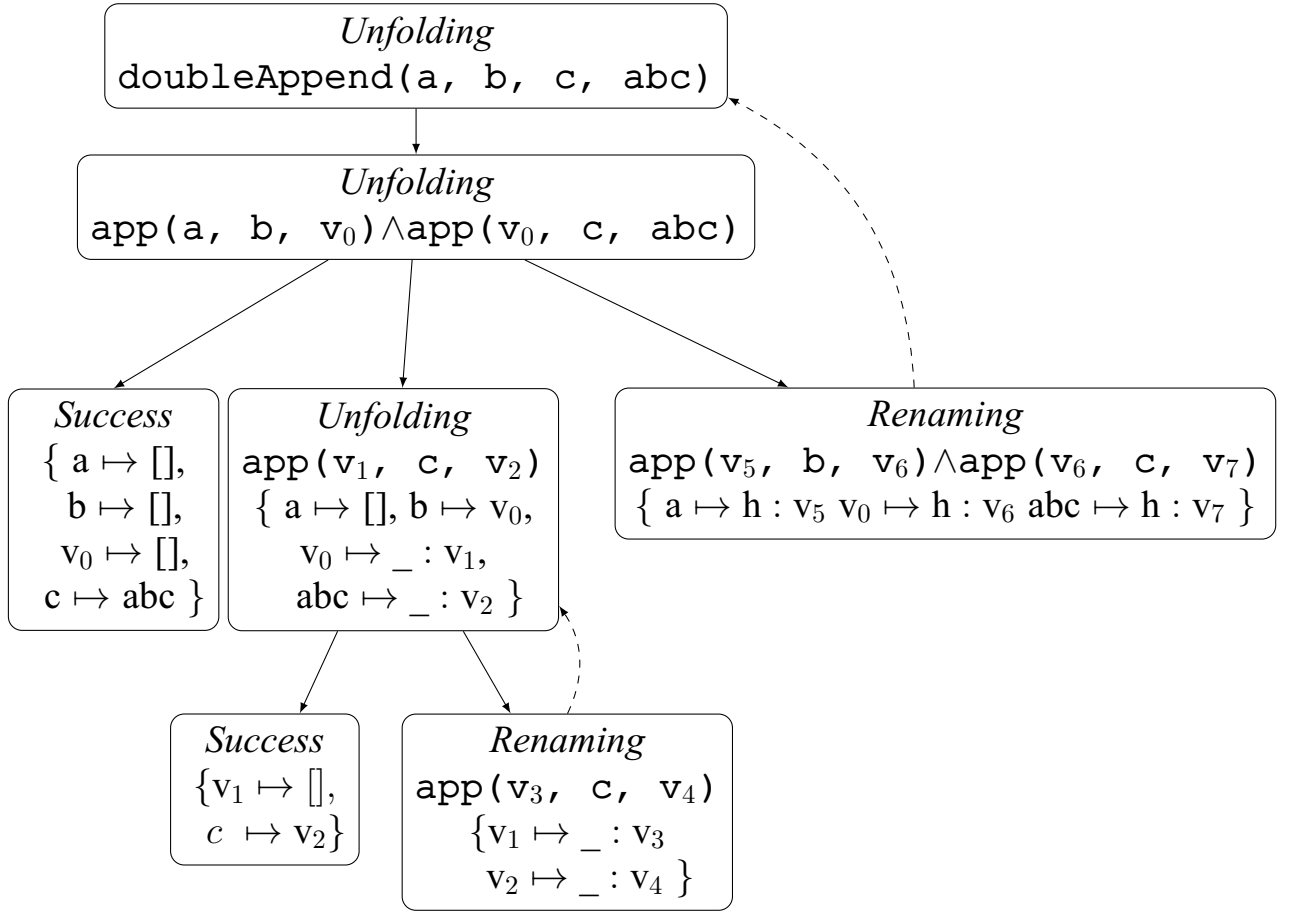 Unfolding
doubleAppend(a, b, c, abc)
Unfolding
app(a, b, v₀)∧app(v₀, c, abc)
Success
{ a ↦ [],
b ↦ [],
v₀ ↦ [],
c ↦ abc }
Unfolding
app(v₁, c, v₂)
{ a ↦ [], b ↦ v₀,
v₀ ↦ _ : v₁,
abc ↦ _ : v₂ }
Renaming
app(v₅, b, v₆)∧app(v₆, c, v₇)
{ a ↦ h : v₅ v₀ ↦ h : v₆ abc ↦ h : v₇ }
Success
{v₁ ↦ [],
c ↦ v₂}
Renaming
app(v₃, c, v₄)
{v₁ ↦ _ : v₃
v₂ ↦ _ : v₄ }